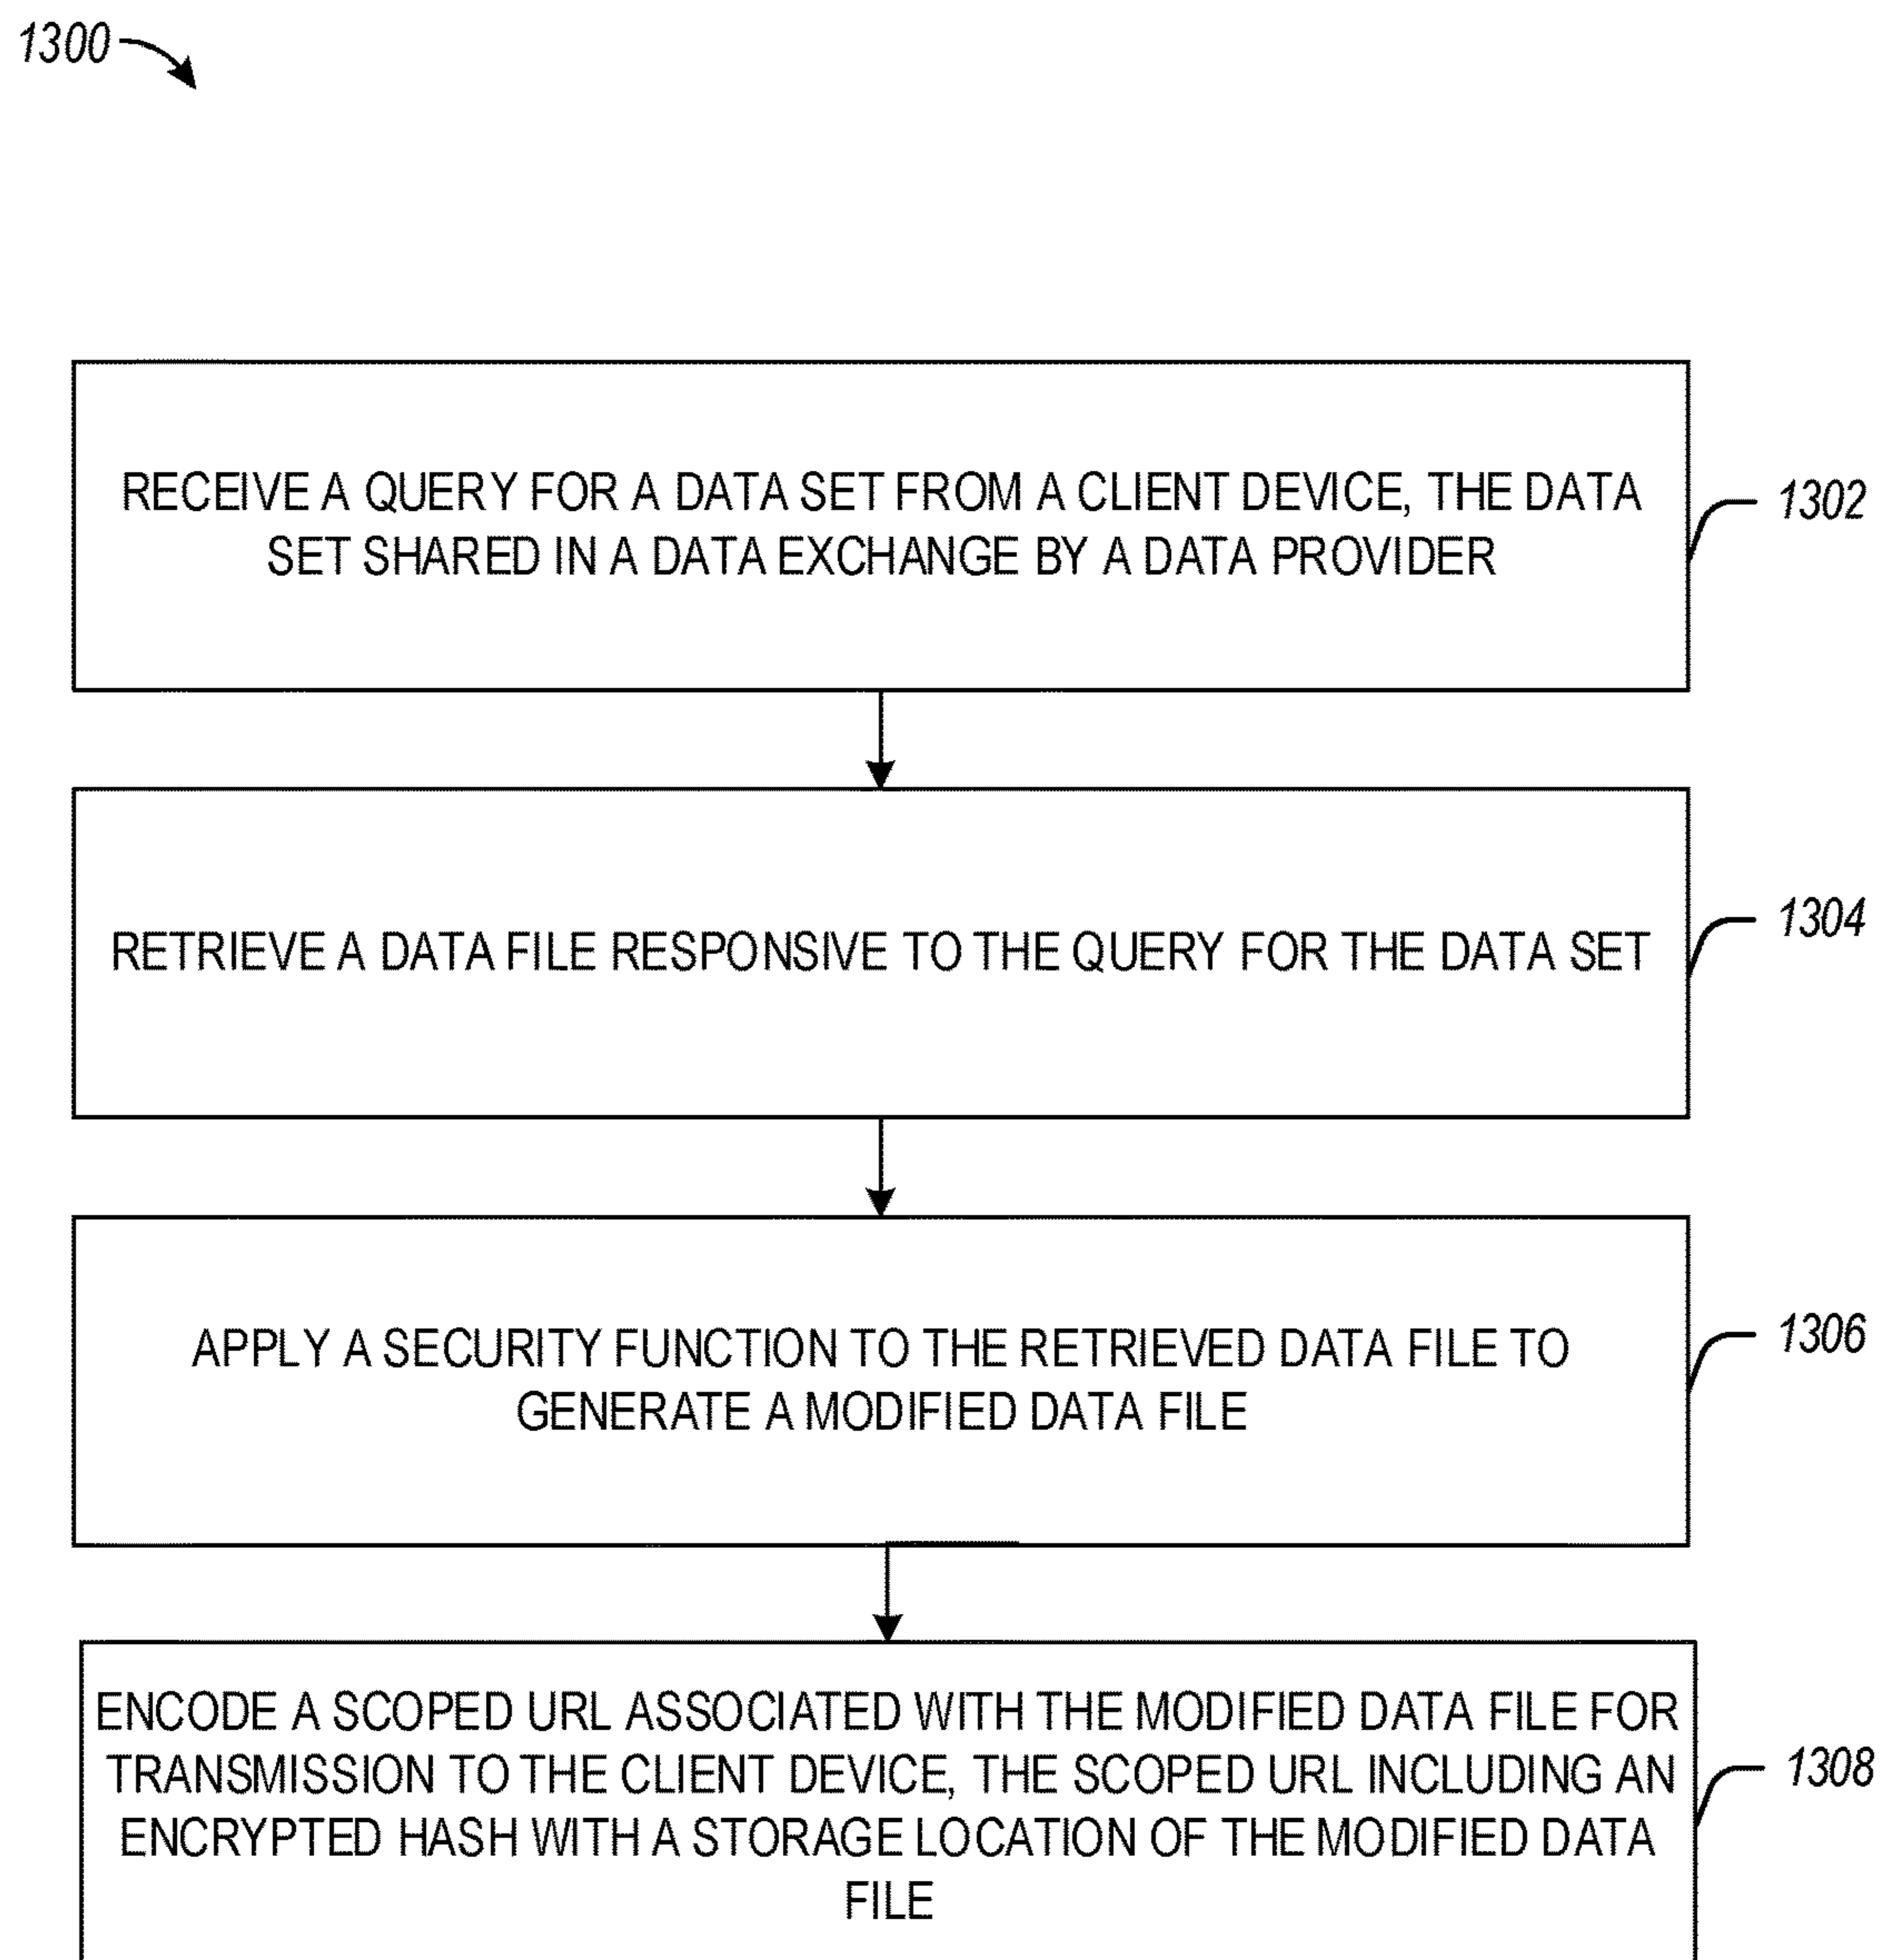 1300
RECEIVE A QUERY FOR A DATA SET FROM A CLIENT DEVICE, THE DATA
SET SHARED IN A DATA EXCHANGE BY A DATA PROVIDER
1302
RETRIEVE A DATA FILE RESPONSIVE TO THE QUERY FOR THE DATA SET
1304
APPLY A SECURITY FUNCTION TO THE RETRIEVED DATA FILE TO
GENERATE A MODIFIED DATA FILE
1306
ENCODE A SCOPED URL ASSOCIATED WITH THE MODIFIED DATA FILE FOR
TRANSMISSION TO THE CLIENT DEVICE, THE SCOPED URL INCLUDING AN
ENCRYPTED HASH WITH A STORAGE LOCATION OF THE MODIFIED DATA
FILE
1308